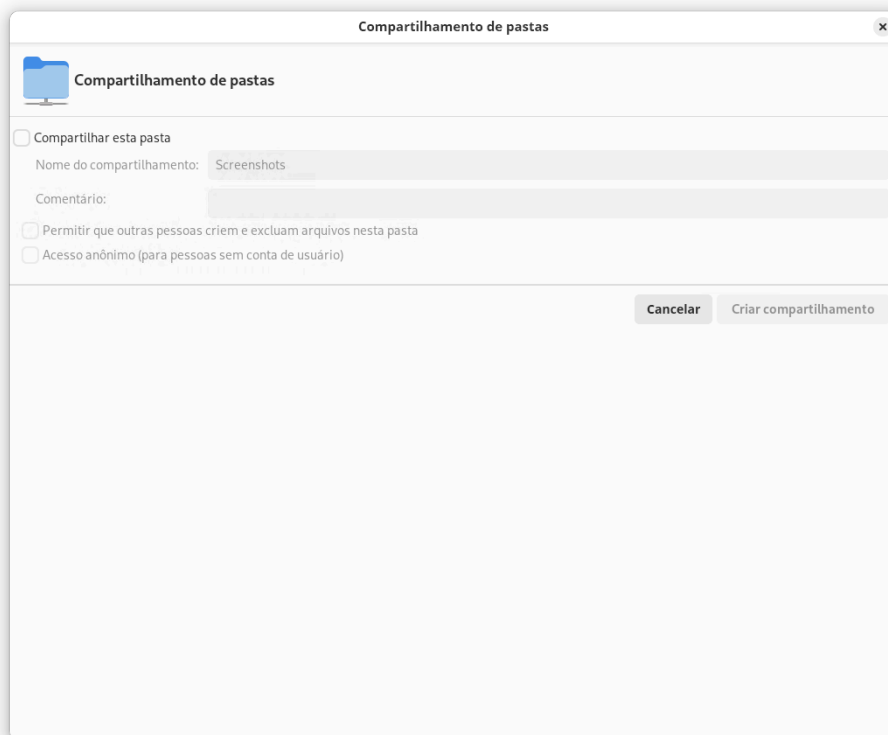 Compartilhamento de pastas
Compartilhamento de pastas
Compartilhar esta pasta
Nome do compartilhamento: Screenshots
Comentário:
Permitir que outras pessoas criem e excluam arquivos nesta pasta
Acesso anônimo (para pessoas sem conta de usuário)
Cancelar Criar compartilhamento